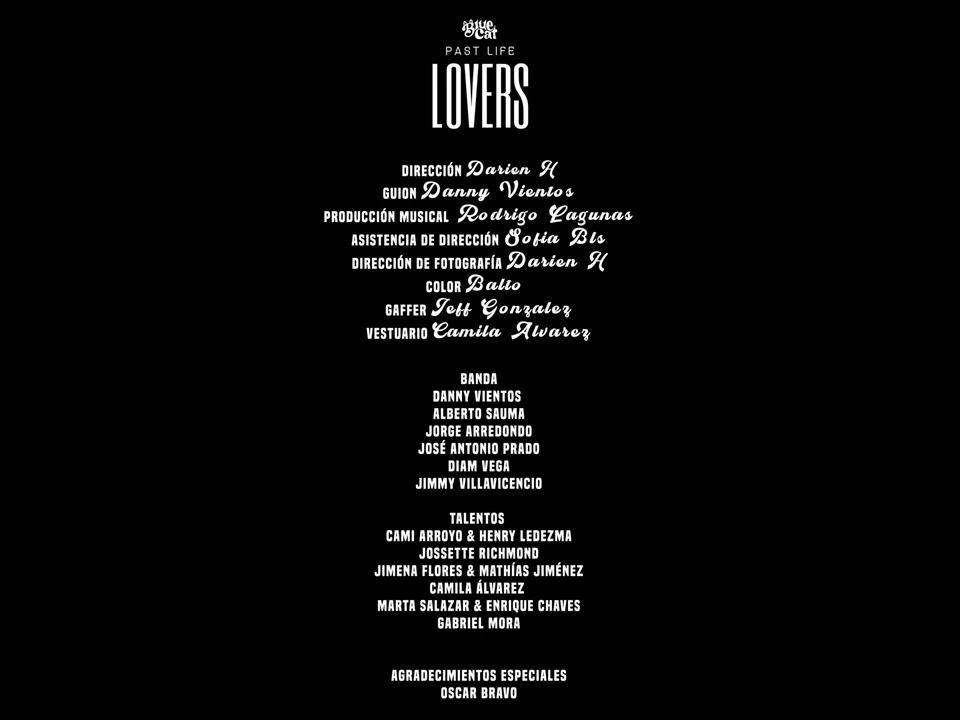 Blue
Cat
PAST LIFE
LOVERS
DIRECCIÓN Darien H
GUION Danny Vientos
PRODUCCIÓN MUSICAL Rodrigo Lagunas
ASISTENCIA DE DIRECCIÓN Sofia Bls
DIRECCIÓN DE FOTOGRAFÍA Darien H
COLOR Balto
GAFFER Jeff Gonzalez
VESTUARIO Camila Alvarez
BANDA
DANNY VIENTOS
ALBERTO SAUMA
JORGE ARREDONDO
JOSÉ ANTONIO PRADO
DIAM VEGA
JIMMY VILLAVICENCIO
TALENTOS
CAMI ARROYO & HENRY LEDEZMA
JOSSETTE RICHMOND
JIMENA FLORES & MATHÍAS JIMÉNEZ
CAMILA ÁLVAREZ
MARTA SALAZAR & ENRIQUE CHAVES
GABRIEL MORA
AGRADECIMIENTOS ESPECIALES
OSCAR BRAVO